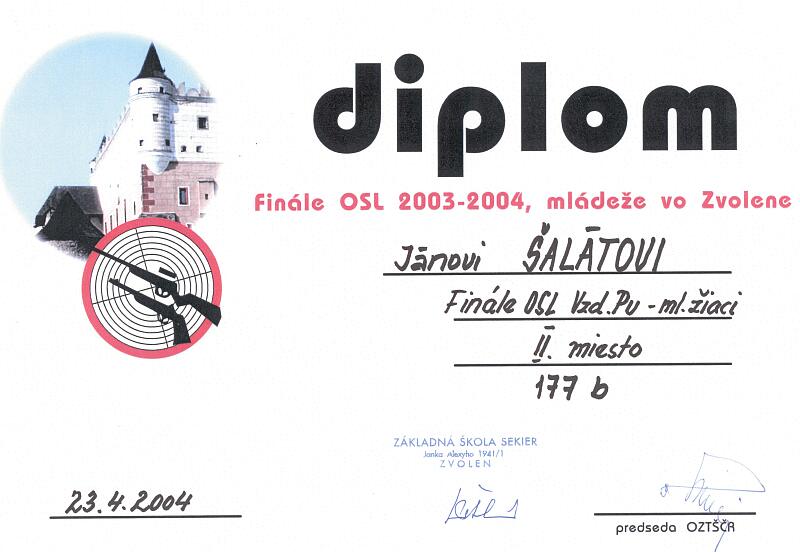 diplom
Finále OSL 2003-2004, mládeže vo Zvolene
Jánovi ŠALÁTOVI
Finále OSL Vzd.Pu - ml.žiaci
II. miesto
177 b
ZÁKLADNÁ ŠKOLA SEKIER
Janka Alexyho 1941/1
ZVOLEN
23.4.2004
predseda OZTŠČR